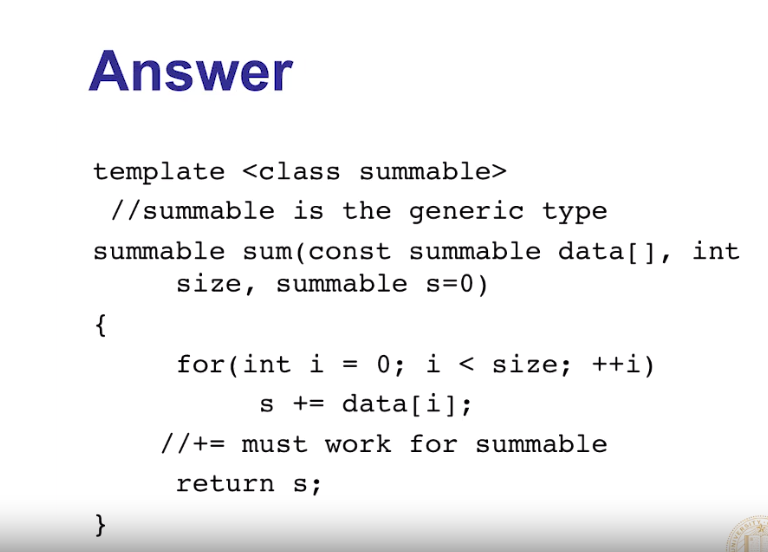 Answer
template <class summable>
//summable is the generic type
summable sum(const summable data[], int
size, summable s=0)
{
for(int i = 0; i < size; ++i)
s += data[i];
//+= must work for summable
return s;
}